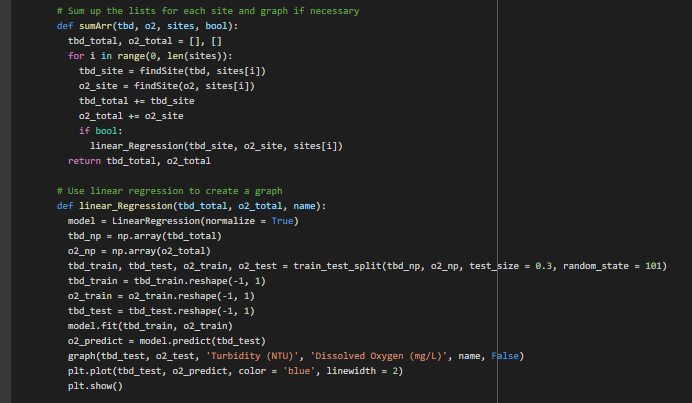 # Sum up the lists for each site and graph if necessary
def sumArr(tbd, o2, sites, bool):
  tbd_total, o2_total = [], []
  for i in range(0, len(sites)):
    tbd_site = findSite(tbd, sites[i])
    o2_site = findSite(o2, sites[i])
    tbd_total += tbd_site
    o2_total += o2_site
    if bool:
      linear_Regression(tbd_site, o2_site, sites[i])
  return tbd_total, o2_total

# Use linear regression to create a graph
def linear_Regression(tbd_total, o2_total, name):
  model = LinearRegression(normalize = True)
  tbd_np = np.array(tbd_total)
  o2_np = np.array(o2_total)
  tbd_train, tbd_test, o2_train, o2_test = train_test_split(tbd_np, o2_np, test_size = 0.3, random_state = 101)
  tbd_train = tbd_train.reshape(-1, 1)
  o2_train = o2_train.reshape(-1, 1)
  tbd_test = tbd_test.reshape(-1, 1)
  model.fit(tbd_train, o2_train)
  o2_predict = model.predict(tbd_test)
  graph(tbd_test, o2_test, 'Turbidity (NTU)', 'Dissolved Oxygen (mg/L)', name, False)
  plt.plot(tbd_test, o2_predict, color = 'blue', linewidth = 2)
  plt.show()